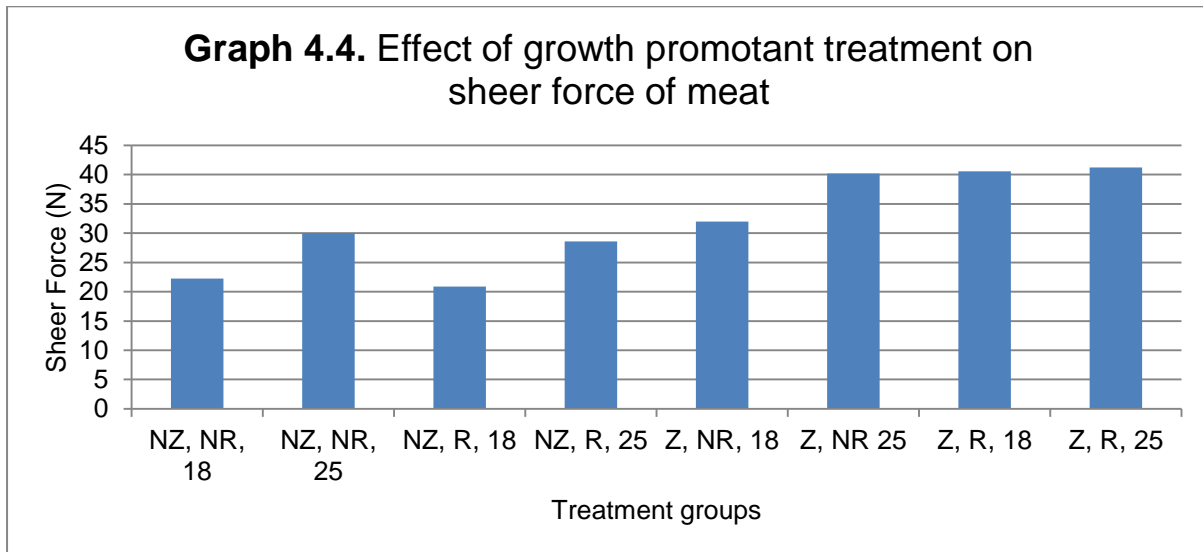 Graph 4.4. Effect of growth promotant treatment on
sheer force of meat
Sheer Force (N)
45
40
35
30
25
20
15
10
5
0
NZ, NR,
18
NZ, NR,
25
NZ, R, 18
NZ, R, 25
Z, NR, 18
Z, NR 25
Z, R, 18
Z, R, 25
Treatment groups